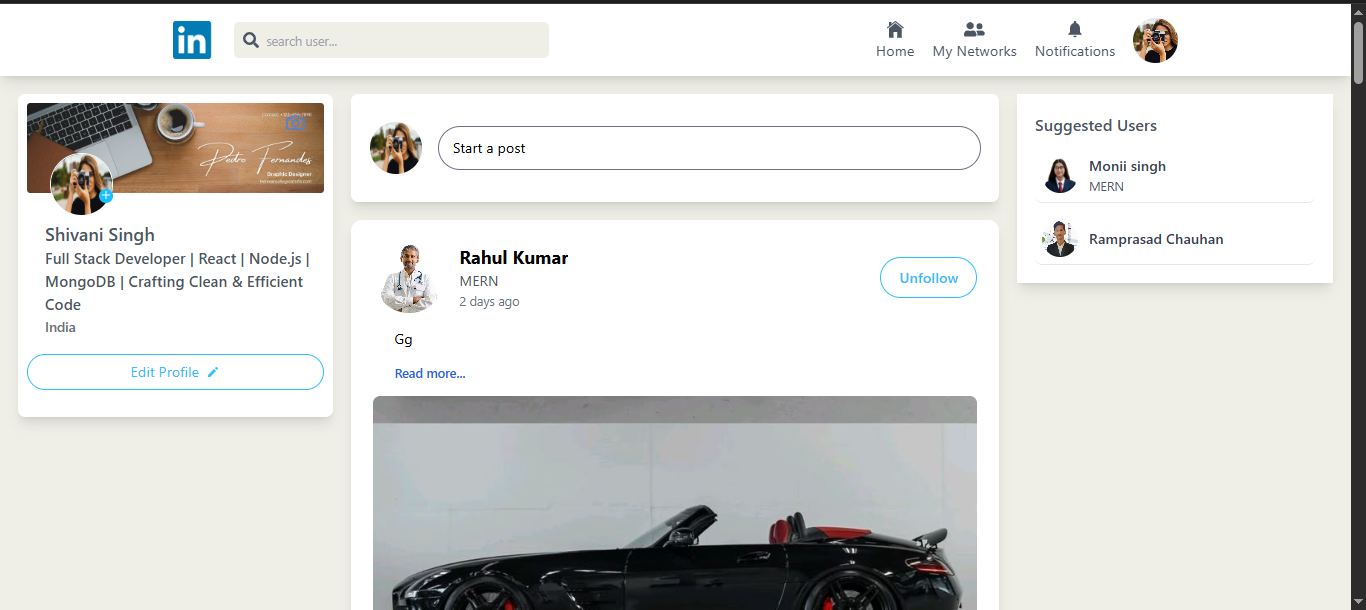 in
search user...
Home
My Networks
Notifications
Pedro Fernandes
Graphic Designer
Shivani Singh
Full Stack Developer | React | Node.js |
MongoDB | Crafting Clean & Efficient
Code
India
Edit Profile
Start a post
Rahul Kumar
MERN
2 days ago
Unfollow
Gg
Read more...
Suggested Users
Monii singh
MERN
Ramprasad Chauhan